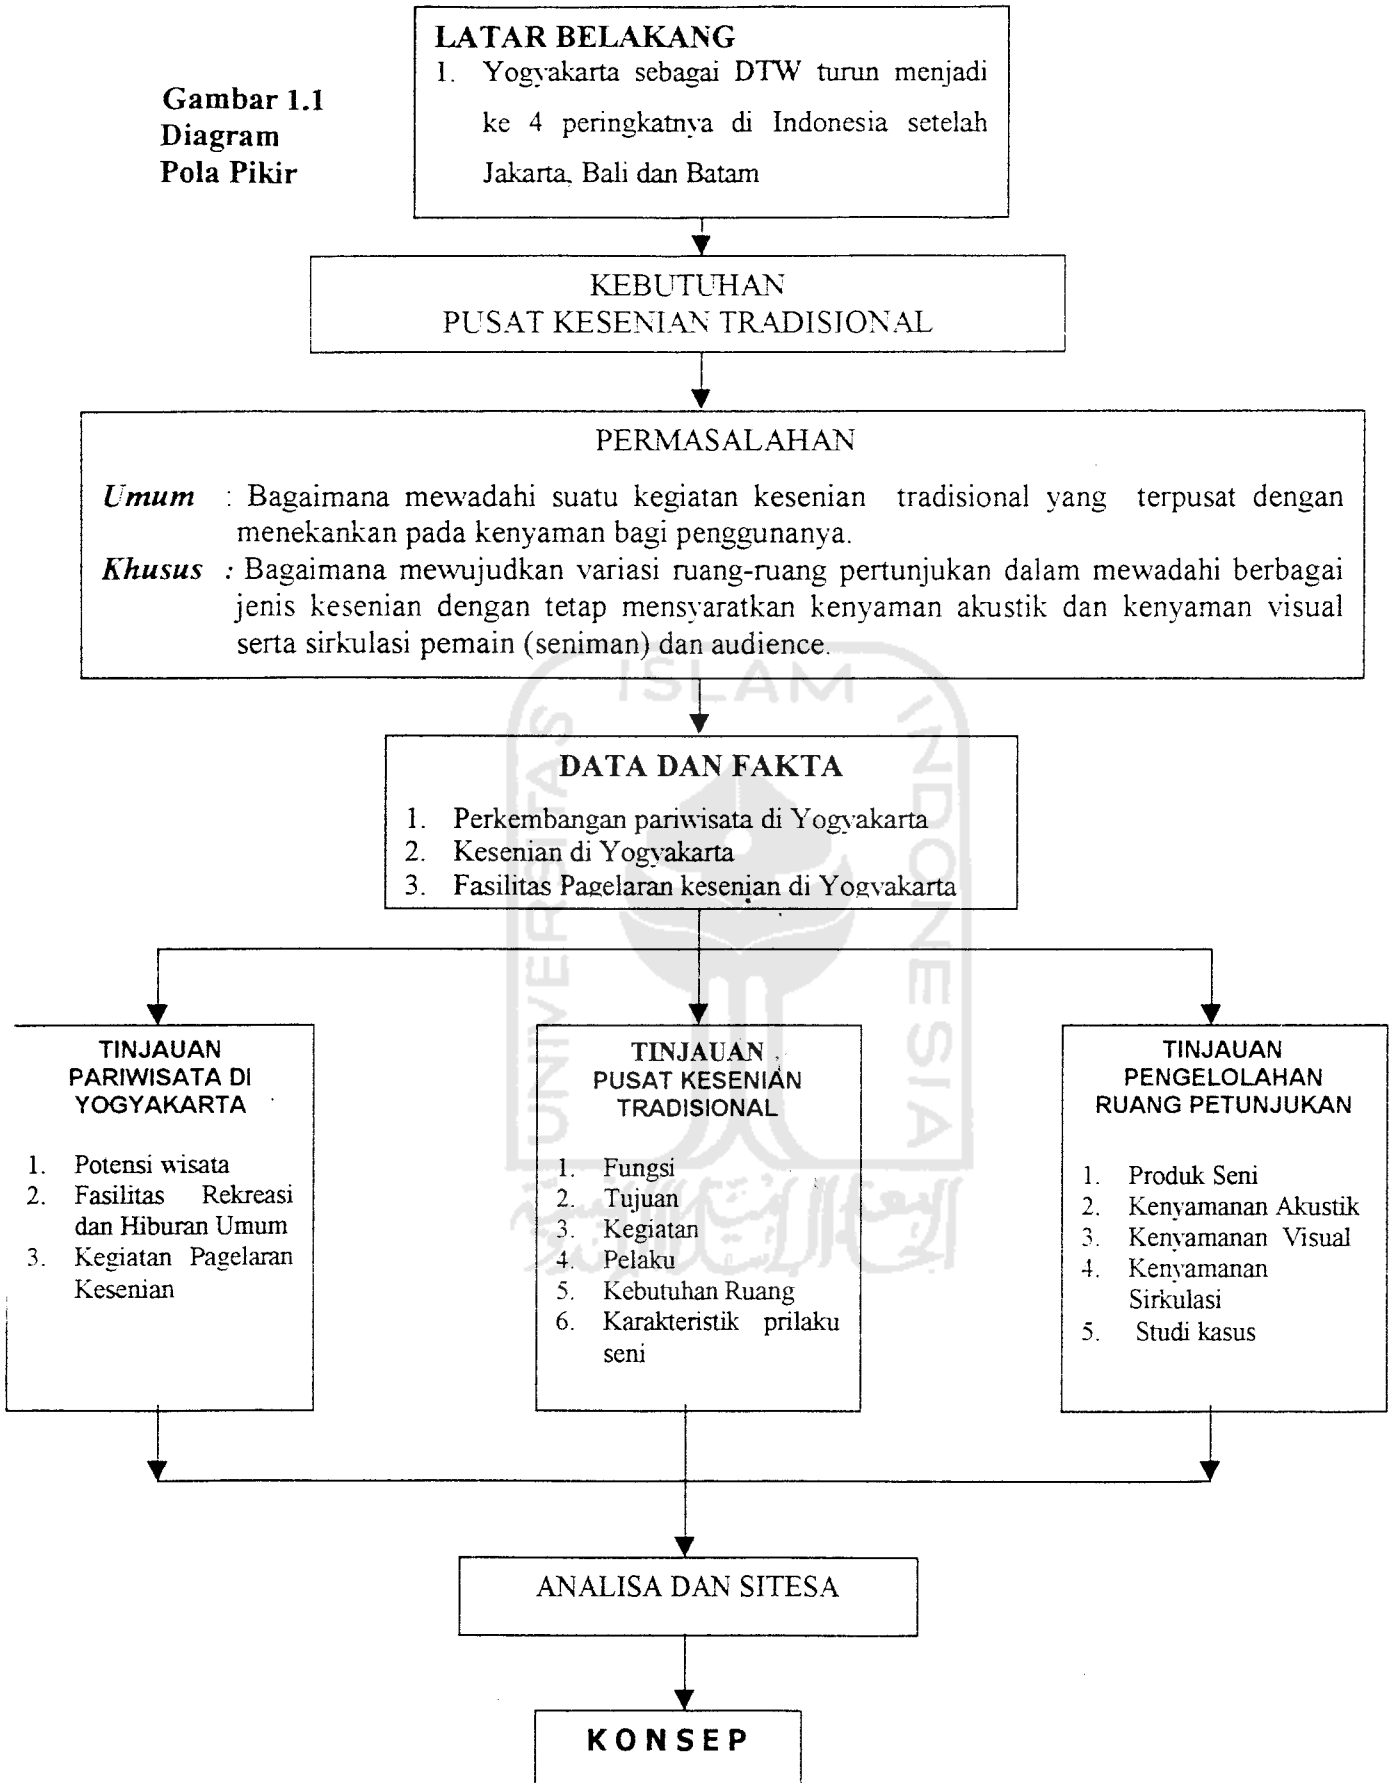 Gambar 1.1
Diagram
Pola Pikir
LATAR BELAKANG
1. Yogyakarta sebagai DTW turun menjadi
ke 4 peringkatnya di Indonesia setelah
Jakarta, Bali dan Batam
KEBUTUHAN
PUSAT KESENIAN TRADISIONAL
PERMASALAHAN
Umum : Bagaimana mewadahi suatu kegiatan kesenian tradisional yang terpusat dengan
menekankan pada kenyaman bagi penggunanya.
Khusus : Bagaimana mewujudkan variasi ruang-ruang pertunjukan dalam mewadahi berbagai
jenis kesenian dengan tetap mensyaratkan kenyaman akustik dan kenyaman visual
serta sirkulasi pemain (seniman) dan audience.
DATA DAN FAKTA
1. Perkembangan pariwisata di Yogyakarta
2. Kesenian di Yogyakarta
3. Fasilitas Pagelaran kesenian di Yogyakarta
TINJAUAN
PARIWISATA DI
YOGYAKARTA
1. Potensi wisata
2. Fasilitas Rekreasi
dan Hiburan Umum
3. Kegiatan Pagelaran
Kesenian
TINJAUAN
PUSAT KESENIAN
TRADISIONAL
1. Fungsi
2. Tujuan
3. Kegiatan
4. Pelaku
5. Kebutuhan Ruang
6. Karakteristik prilaku
seni
TINJAUAN
PENGELOLAHAN
RUANG PETUNJUKAN
1. Produk Seni
2. Kenyamanan Akustik
3. Kenyamanan Visual
4. Kenyamanan
Sirkulasi
5. Studi kasus
ANALISA DAN SITESA
KONSEP
UNIVERSITAS
ISLAM
INDONESIA